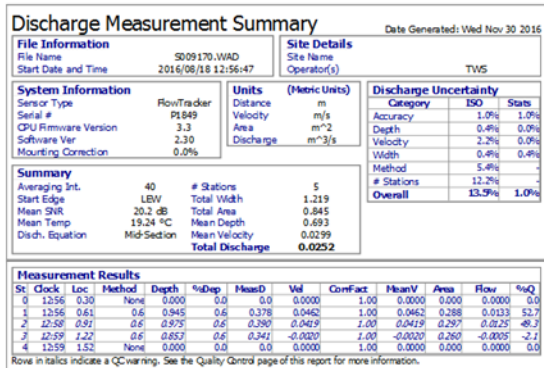 Discharge Measurement Summary
Date Generated: Wed Nov 30 2016
File Information
File Name S009170.WAD
Start Date and Time 2016/08/18 12:56:47
Site Details
Site Name
Operator(s) TWS
System Information
Sensor Type FlowTracker
Serial # P1849
CPU Firmware Version 3.3
Software Ver 2.30
Mounting Correction 0.0%
Units (Metric Units)
Distance m
Velocity m/s
Area m^2
Discharge m^3/s
Discharge Uncertainty
Category ISO Stats
Accuracy 1.0% 1.0%
Depth 0.4% 0.0%
Velocity 2.2% 0.0%
Width 0.4% 0.4%
Method 5.4% -
# Stations 12.2% -
Overall 13.5% 1.0%
Summary
Averaging Int. 40 # Stations 5
Start Edge LEW Total Width 1.219
Mean SNR 20.2 dB Total Area 0.845
Mean Temp 19.24 ºC Mean Depth 0.693
Disch. Equation Mid-Section Mean Velocity 0.0299
Total Discharge 0.0252
Measurement Results
St Clock Loc Method Depth %Dep MeasD Vel CorrFact MeanV Area Flow %Q
0 12:56 0.30 None 0.000 0.0 0.0 0.0000 1.00 0.0000 0.000 0.0000 0.0
1 12:56 0.61 0.6 0.945 0.6 0.378 0.0462 1.00 0.0462 0.288 0.0133 52.7
2 12:58 0.91 0.6 0.975 0.6 0.390 0.0419 1.00 0.0419 0.297 0.0125 49.3
3 12:59 1.22 0.6 0.853 0.6 0.341 -0.0020 1.00 -0.0020 0.260 -0.0005 -2.1
4 12:59 1.52 None 0.000 0.0 0.0 0.0000 1.00 0.0000 0.000 0.0000 0.0
Rows in italics indicate a QC warning. See the Quality Control page of this report for more information.